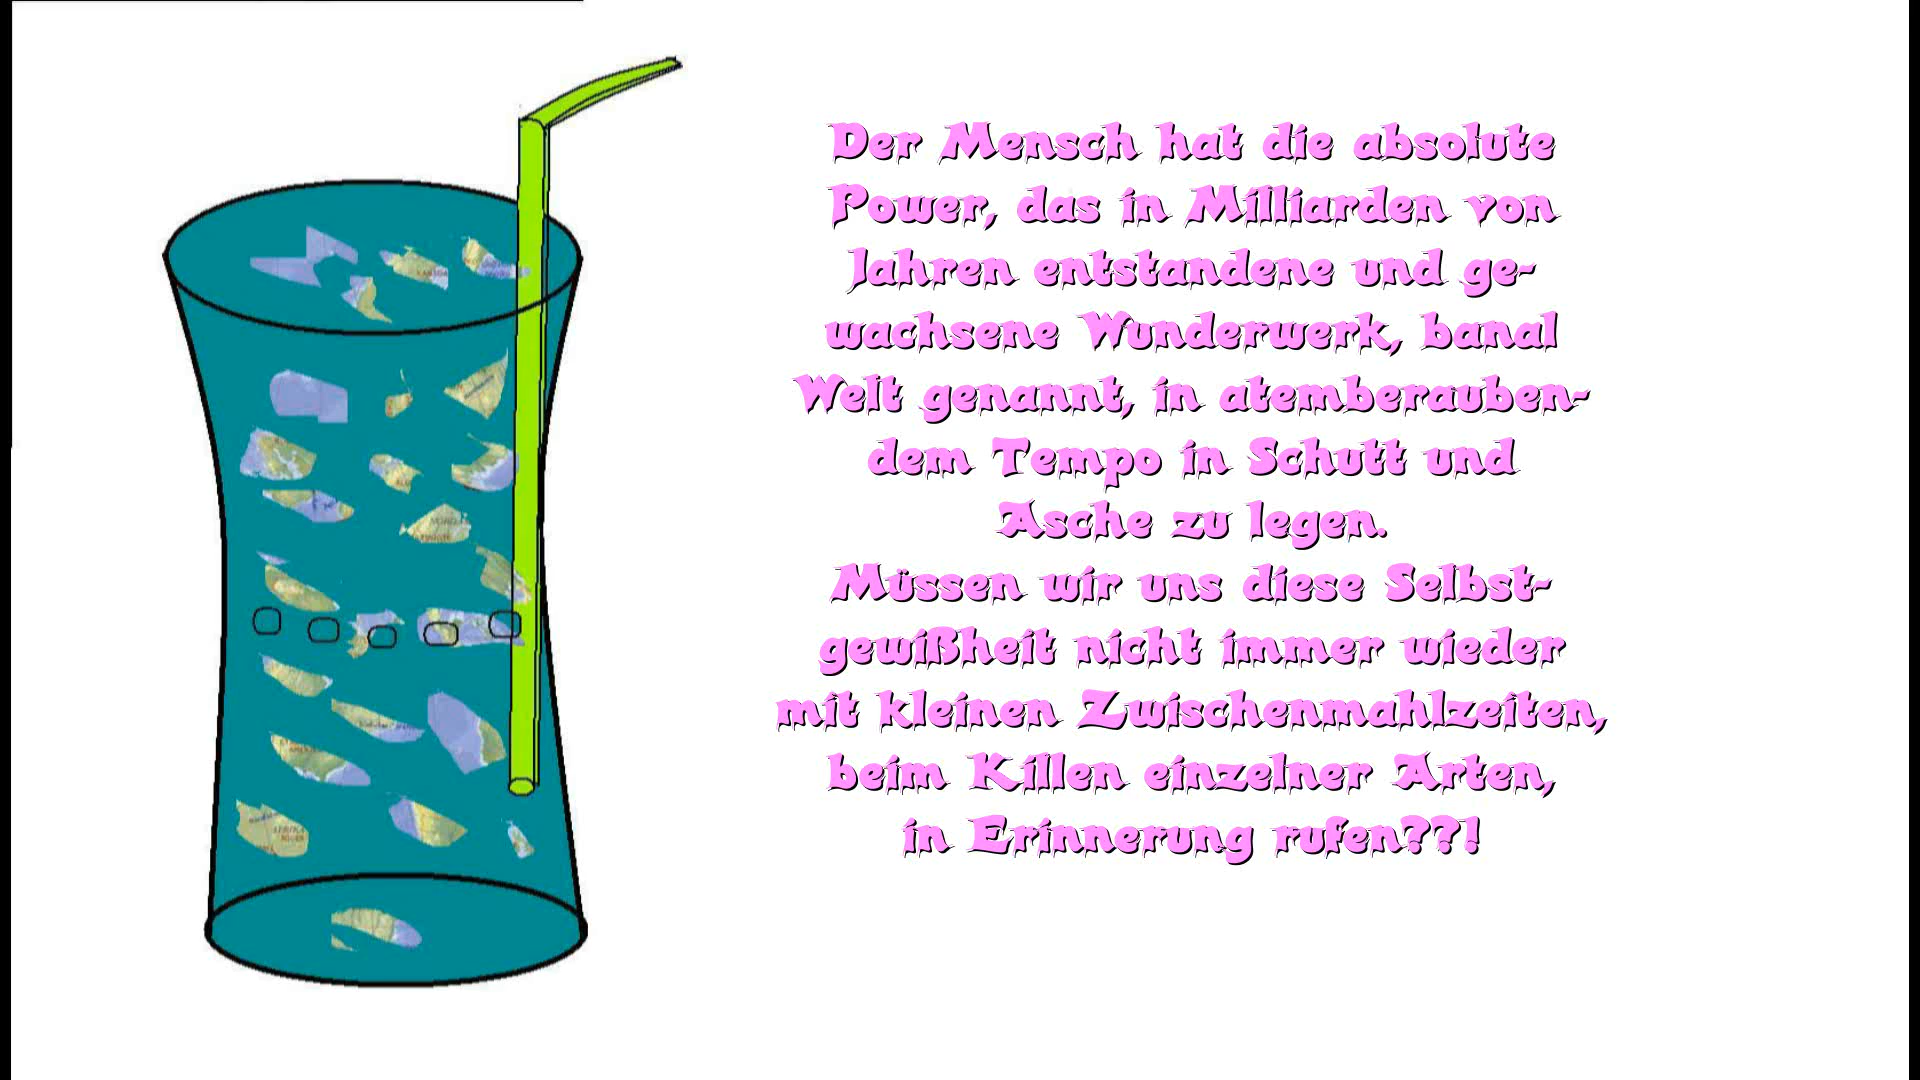 Der Mensch hat die absolute
Power, das in Milliarden von
Jahren entstandene und ge-
wachsene Wunderwerk, banal
Welt genannt, in atemberauben-
dem Tempo in Schutt und
Asche zu legen.
Müssen wir uns diese Selbst-
gewißheit nicht immer wieder
mit kleinen Zwischenmahlzeiten,
beim Killen einzelner Arten,
in Erinnerung rufen??!